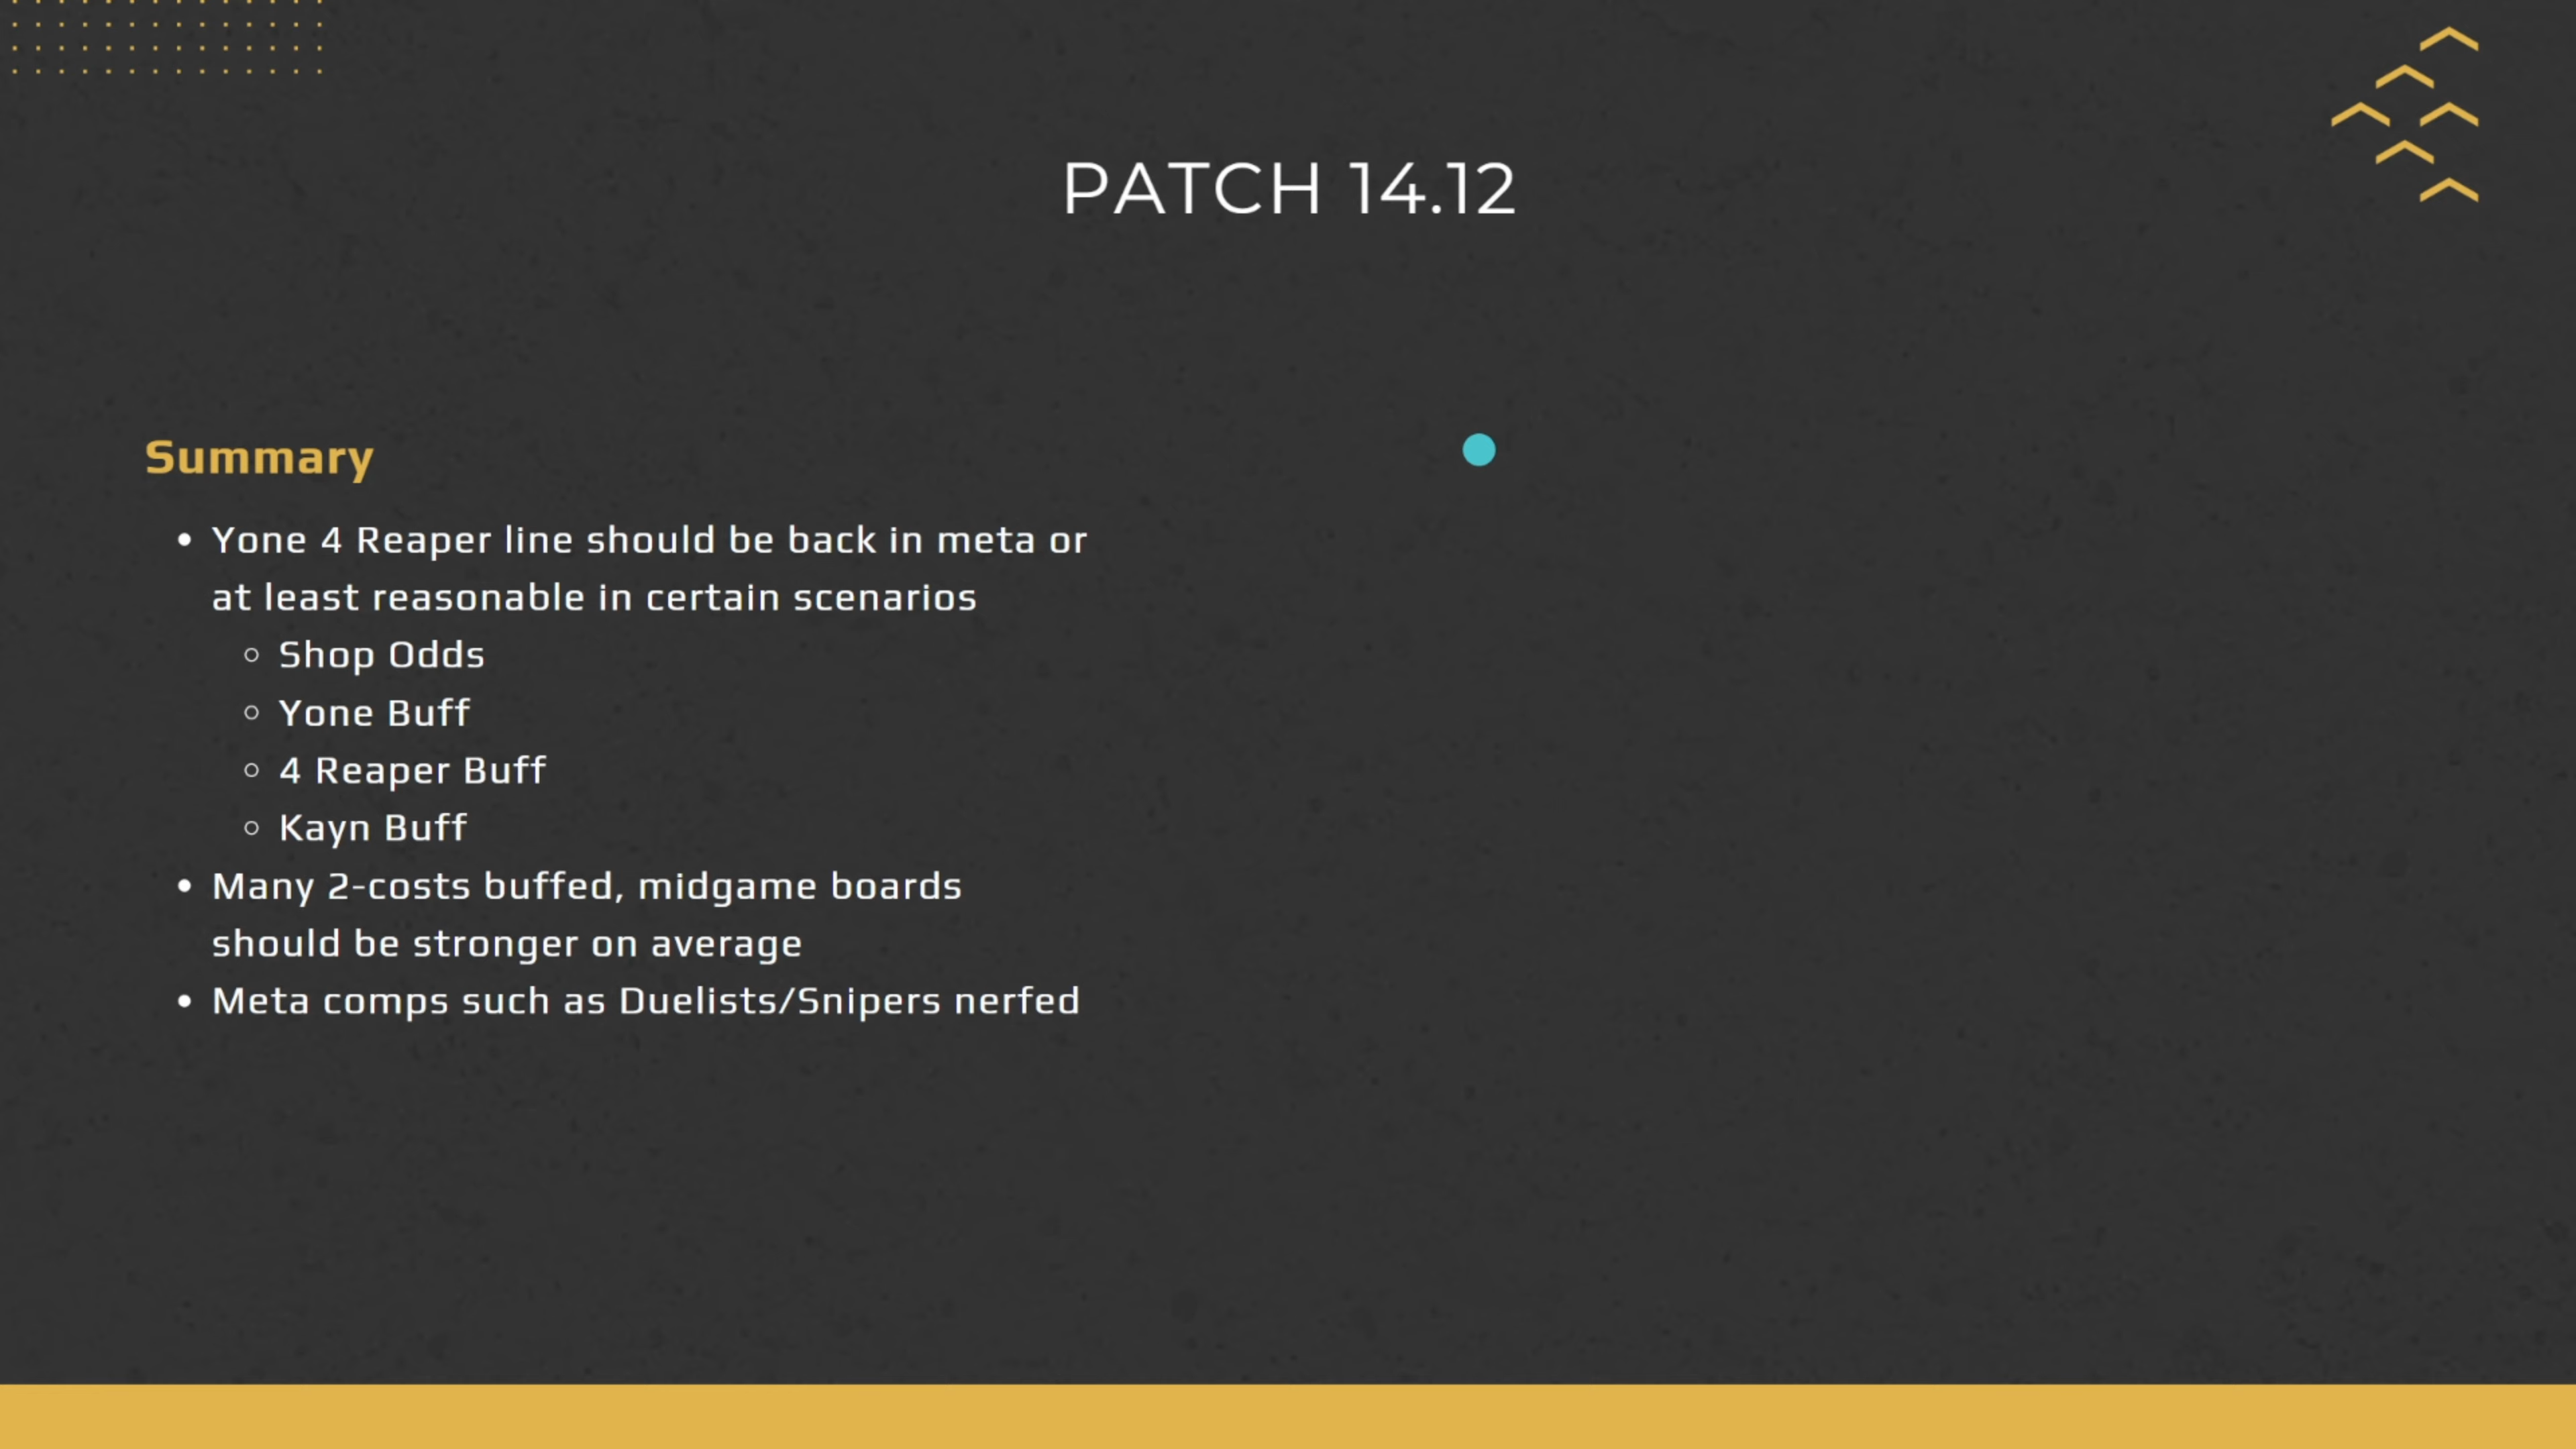 PATCH 14.12
Summary
• Yone 4 Reaper line should be back in meta or
at least reasonable in certain scenarios
◦ Shop Odds
◦ Yone Buff
◦ 4 Reaper Buff
◦ Kayn Buff
• Many 2-costs buffed, midgame boards
should be stronger on average
• Meta comps such as Duelists/Snipers nerfed